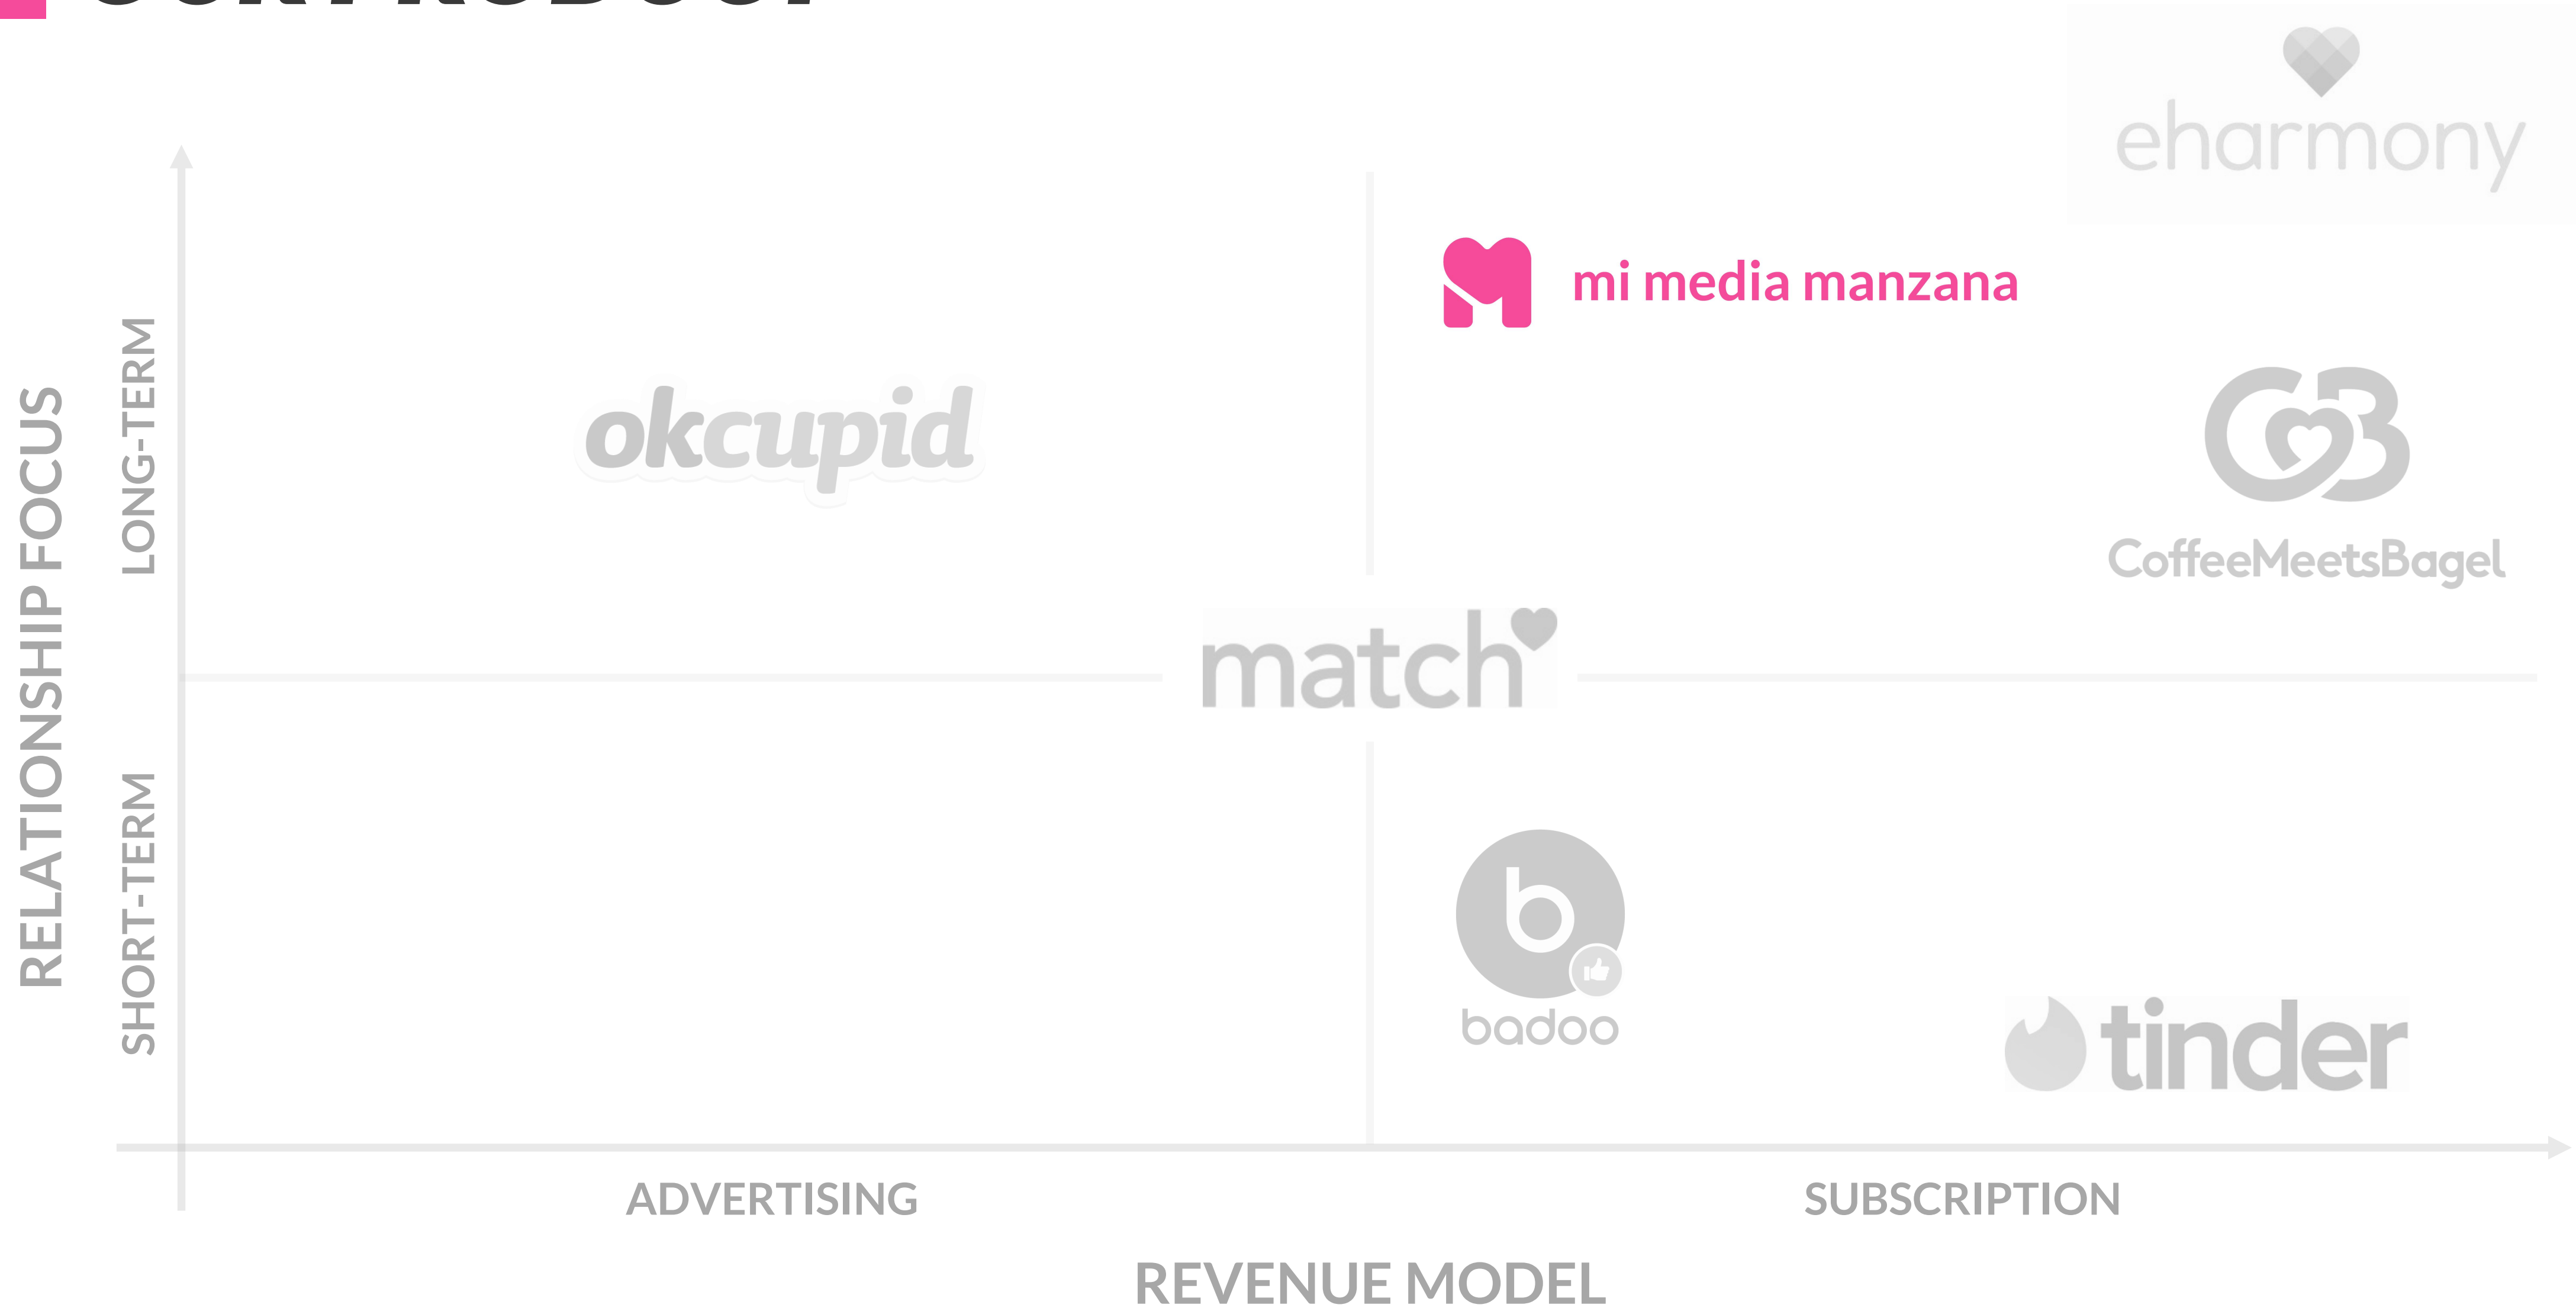 eharmony
mi media manzana
okcupid
CoffeeMeetsBagel
match
b
badoo
tinder
RELATIONSHIP FOCUS
LONG-TERM
SHORT-TERM
ADVERTISING
SUBSCRIPTION
REVENUE MODEL